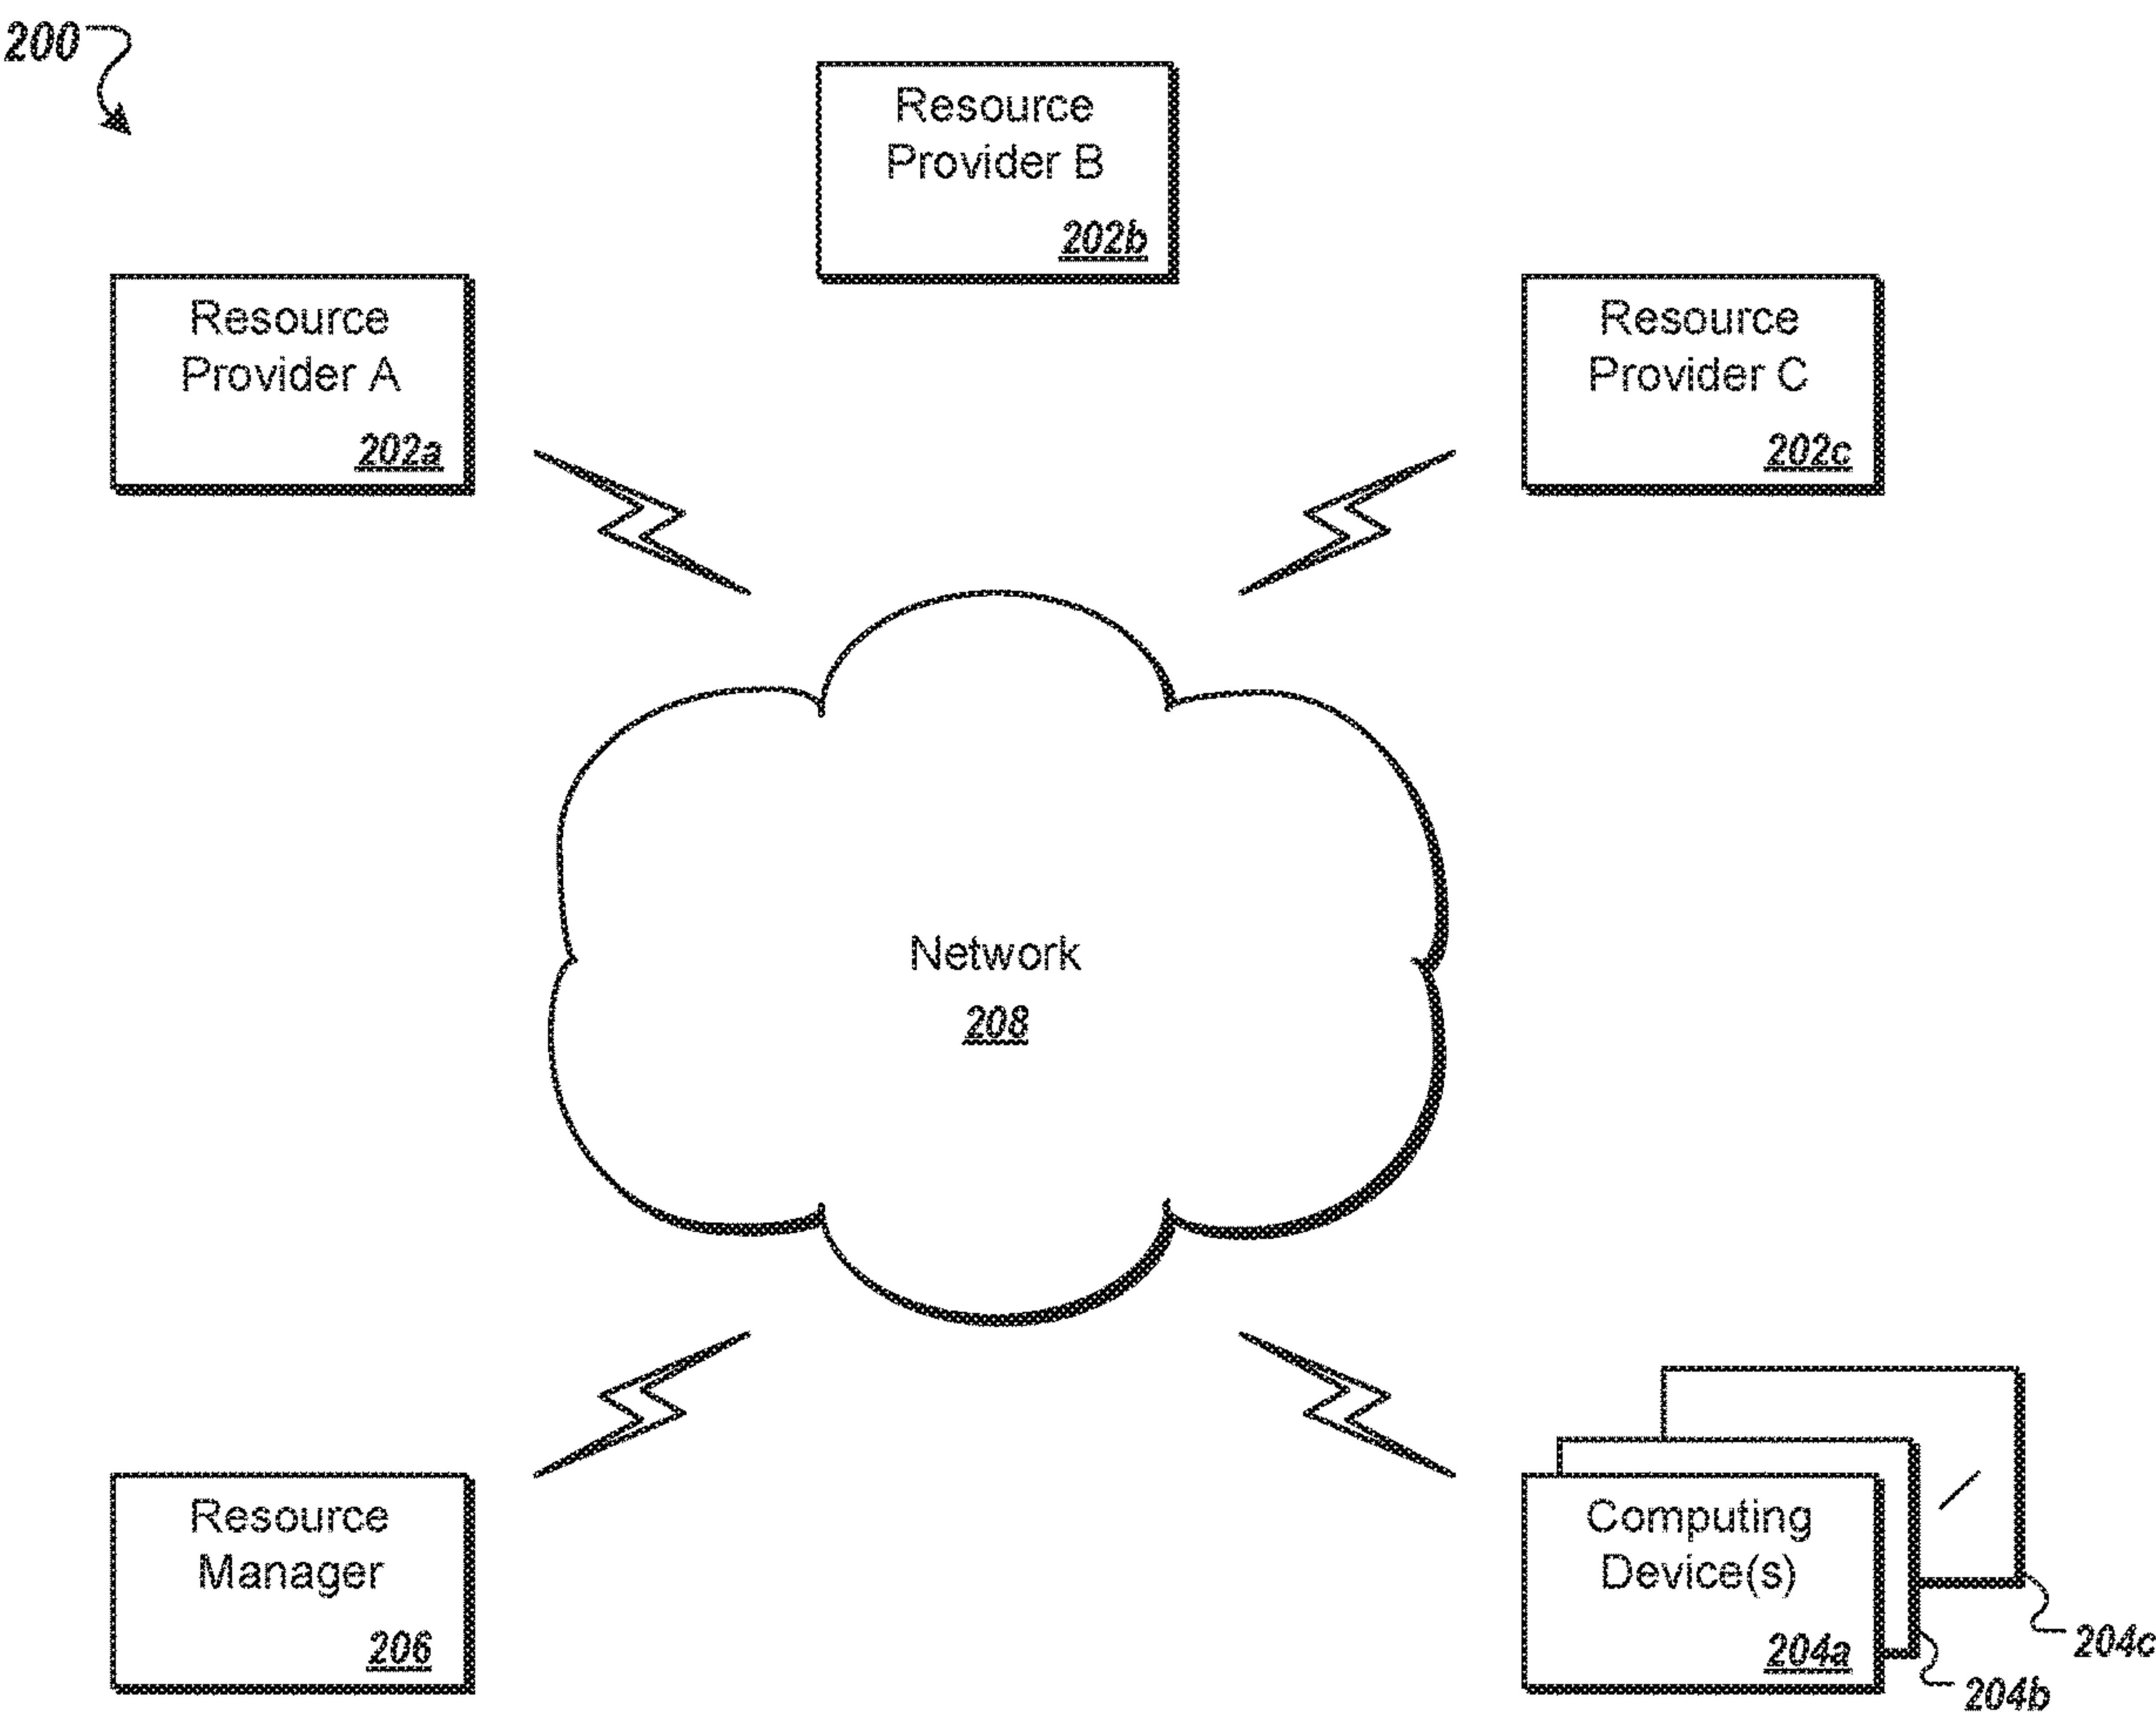 200
Resource
Provider B
202b
Resource
Provider A
202a
Resource
Provider C
202c
Network
208
Resource
Manager
206
Computing
Device(s)
204a
204b
204c